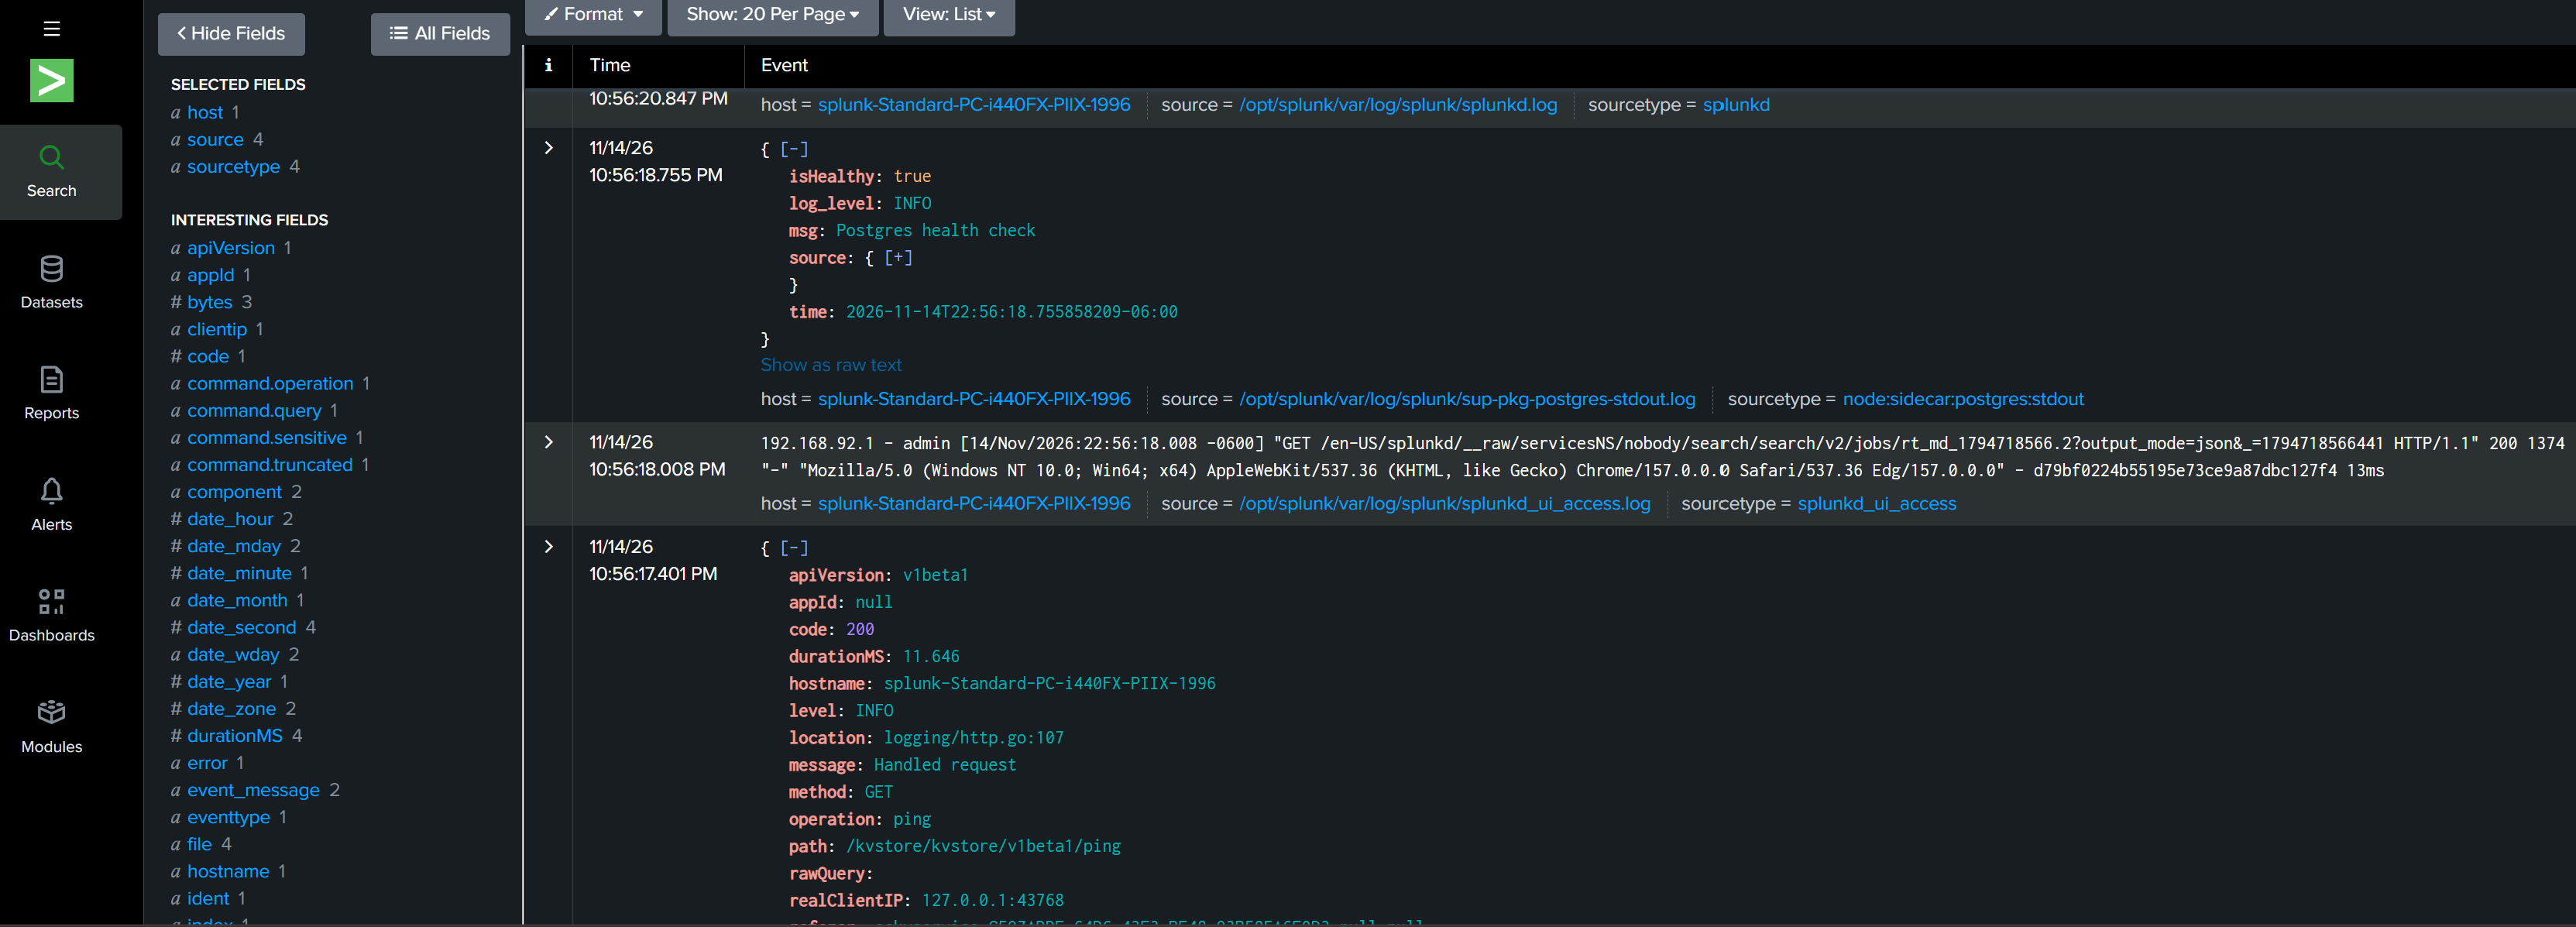 Format
Show: 20 Per Page
View: List
Hide Fields
All Fields
Search
Datasets
Reports
Alerts
Dashboards
Modules
SELECTED FIELDS
a host 1
a source 4
a sourcetype 4
INTERESTING FIELDS
a apiVersion 1
a appId 1
# bytes 3
a clientip 1
# code 1
a command.operation 1
a command.query 1
a command.sensitive 1
a command.truncated 1
a component 2
# date_hour 2
# date_mday 2
# date_minute 1
a date_month 1
# date_second 4
a date_wday 2
# date_year 1
# date_zone 2
# durationMS 4
a error 1
a event_message 2
a eventtype 1
a file 4
a hostname 1
a ident 1
a index 1
i Time Event
10:56:20.847 PM
host = splunk-Standard-PC-i440FX-PIIX-1996 source = /opt/splunk/var/log/splunk/splunkd.log sourcetype = splunkd
11/14/26
10:56:18.755 PM
{ [-]
isHealthy: true
log_level: INFO
msg: Postgres health check
source: { [+]
}
time: 2026-11-14T22:56:18.755858209-06:00
}
Show as raw text
host = splunk-Standard-PC-i440FX-PIIX-1996 source = /opt/splunk/var/log/splunk/sup-pkg-postgres-stdout.log sourcetype = node:sidecar:postgres:stdout
11/14/26
10:56:18.008 PM
192.168.92.1 - admin [14/Nov/2026:22:56:18.008 -0600] "GET /en-US/splunkd/__raw/servicesNS/nobody/search/search/v2/jobs/rt_md_1794718566.2?output_mode=json&_=1794718566441 HTTP/1.1" 200 1374
"-" "Mozilla/5.0 (Windows NT 10.0; Win64; x64) AppleWebKit/537.36 (KHTML, like Gecko) Chrome/157.0.0.0 Safari/537.36 Edg/157.0.0.0" - d79bf0224b55195e73ce9a87dbc127f4 13ms
host = splunk-Standard-PC-i440FX-PIIX-1996 source = /opt/splunk/var/log/splunk/splunkd_ui_access.log sourcetype = splunkd_ui_access
11/14/26
10:56:17.401 PM
{ [-]
apiVersion: v1beta1
appId: null
code: 200
durationMS: 11.646
hostname: splunk-Standard-PC-i440FX-PIIX-1996
level: INFO
location: logging/http.go:107
message: Handled request
method: GET
operation: ping
path: /kvstore/kvstore/v1beta1/ping
rawQuery:
realClientIP: 127.0.0.1:43768